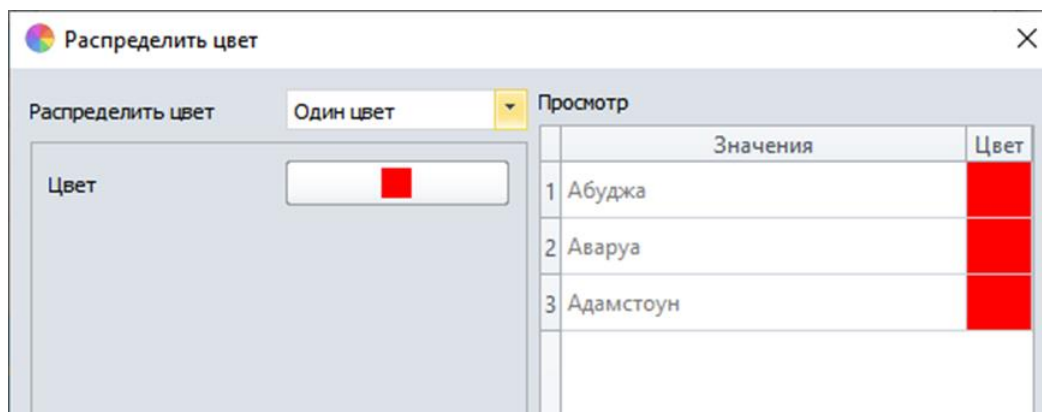 Распределить цвет
Распределить цвет Один цвет
Цвет
Просмотр
Значения Цвет
1 Абуджа
2 Аваруа
3 Адамстоун